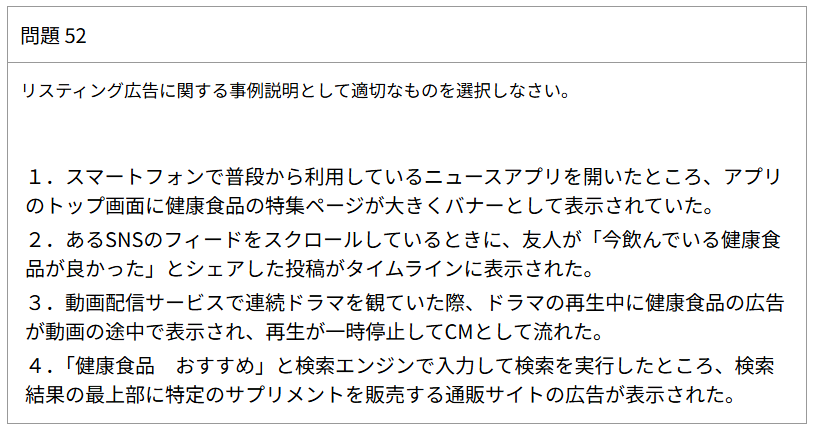 問題 52
リスティング広告に関する事例説明として適切なものを選択しなさい。
１．スマートフォンで普段から利用しているニュースアプリを開いたところ、アプリ
のトップ画面に健康食品の特集ページが大きくバナーとして表示されていた。
２．あるSNSのフィードをスクロールしているときに、友人が「今飲んでいる健康食
品が良かった」とシェアした投稿がタイムラインに表示された。
３．動画配信サービスで連続ドラマを観ていた際、ドラマの再生中に健康食品の広告
が動画の途中で表示され、再生が一時停止してCMとして流れた。
４．「健康食品　おすすめ」と検索エンジンで入力して検索を実行したところ、検索
結果の最上部に特定のサプリメントを販売する通販サイトの広告が表示された。